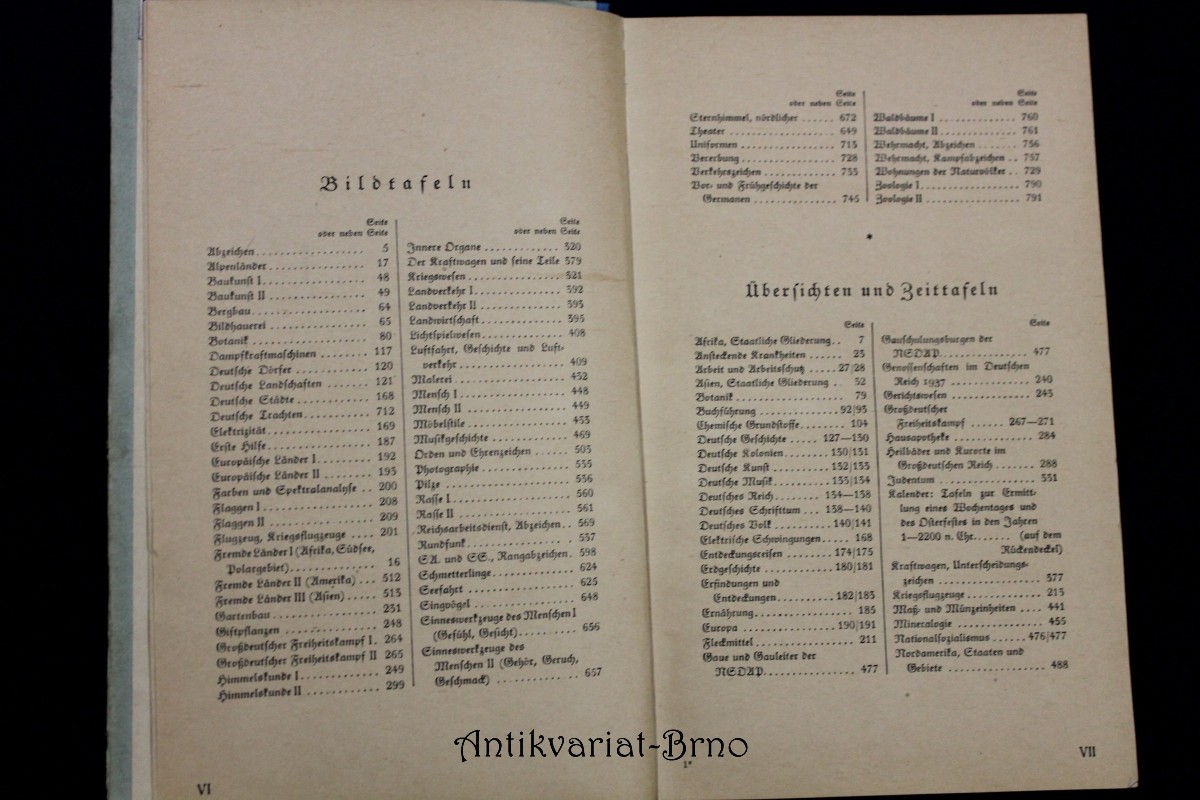 Bildtafeln
Seite
oder neben Seite
Abzeichen 5
Alpenländer 17
Baukunst I 48
Baukunst II 49
Bergbau 64
Bildhauerei 65
Botanik 80
Dampfkraftmaschinen 117
Deutsche Dörfer 120
Deutsche Landschaften 121
Deutsche Städte 168
Deutsche Trachten 712
Elektrizität 169
Erste Hilfe 187
Europäische Länder I 192
Europäische Länder II 193
Farben und Spektralanalyse 200
Flaggen I 208
Flaggen II 209
Flugzeug, Kriegsflugzeuge 201
Fremde Länder I (Afrika, Südsee,
Polargebiet) 16
Fremde Länder II (Amerika) 512
Fremde Länder III (Asien) 513
Gartenbau 231
Giftpflanzen 248
Großdeutscher Freiheitskampf I 264
Großdeutscher Freiheitskampf II 265
Himmelskunde I 249
Himmelskunde II 299
Seite
oder neben Seite
Innere Organe 320
Der Kraftwagen und seine Teile 379
Kriegswesen 321
Landverkehr I 392
Landverkehr II 393
Landwirtschaft 395
Lichtspielwesen 408
Luftfahrt, Geschichte und Luft-
verkehr 409
Malerei 432
Mensch I 448
Mensch II 449
Möbelstile 433
Musikgeschichte 469
Orden und Ehrenzeichen 505
Photographie 535
Pilze 536
Rasse I 560
Rasse II 561
Reichsarbeitsdienst, Abzeichen 569
Rundfunk 537
SA. und SS., Rangabzeichen 598
Schmetterlinge 624
Seefahrt 625
Singvögel 648
Sinneswerkzeuge des Menschen I
(Gefühl, Gesicht) 656
Sinneswerkzeuge des
Menschen II (Gehör, Geruch,
Geschmack) 657
VI
Seite
oder neben Seite
Sternhimmel, nördlicher 672
Theater 649
Uniformen 713
Vererbung 728
Verkehrszeichen 735
Vor- und Frühgeschichte der
Germanen 745
Seite
oder neben Seite
Waldbäume I 760
Waldbäume II 761
Wehrmacht, Abzeichen 756
Wehrmacht, Kampfabzeichen 757
Wohnungen der Naturvölker 729
Zoologie I 790
Zoologie II 791
Übersichten und Zeittafeln
Seite
Afrika, Staatliche Gliederung 7
Ansteckende Krankheiten 23
Arbeit und Arbeitsschutz 27/28
Asien, Staatliche Gliederung 32
Botanik 79
Buchführung 92/93
Chemische Grundstoffe 104
Deutsche Geschichte 127—130
Deutsche Kolonien 130/131
Deutsche Kunst 132/133
Deutsche Musik 133/134
Deutsches Reich 134—138
Deutsches Schrifttum 138—140
Deutsches Volk 140/141
Elektrische Schwingungen 168
Entdeckungsreisen 174/175
Erdgeschichte 180/181
Erfindungen und
Entdeckungen 182/183
Ernährung 185
Europa 190/191
Fleckmittel 211
Gaue und Gauleiter der
NSDAP. 477
Seite
Gauschulungsburgen der
NSDAP. 477
Genossenschaften im Deutschen
Reich 1937 240
Gerichtswesen 243
Großdeutscher
Freiheitskampf 267—271
Hausapotheke 284
Heilbäder und Kurorte im
Großdeutschen Reich 288
Judentum 331
Kalender: Tafeln zur Ermitt-
lung eines Wochentages und
des Osterfestes in den Jahren
1—2200 n. Chr. (auf dem
Rückendeckel)
Kraftwagen, Unterscheidungs-
zeichen 377
Kriegsflugzeuge 213
Maß- und Münzeinheiten 441
Mineralogie 455
Nationalsozialismus 476/477
Nordamerika, Staaten und
Gebiete 488
1*
VII
Antikvariat-Brno